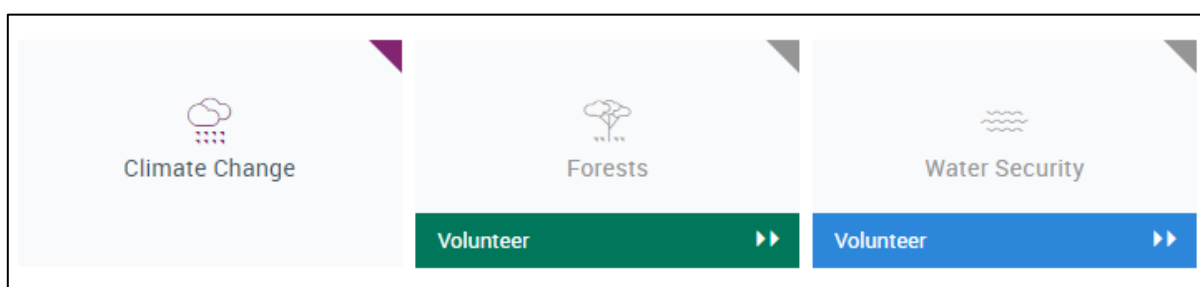 Climate Change
Forests
Water Security
Volunteer
Volunteer